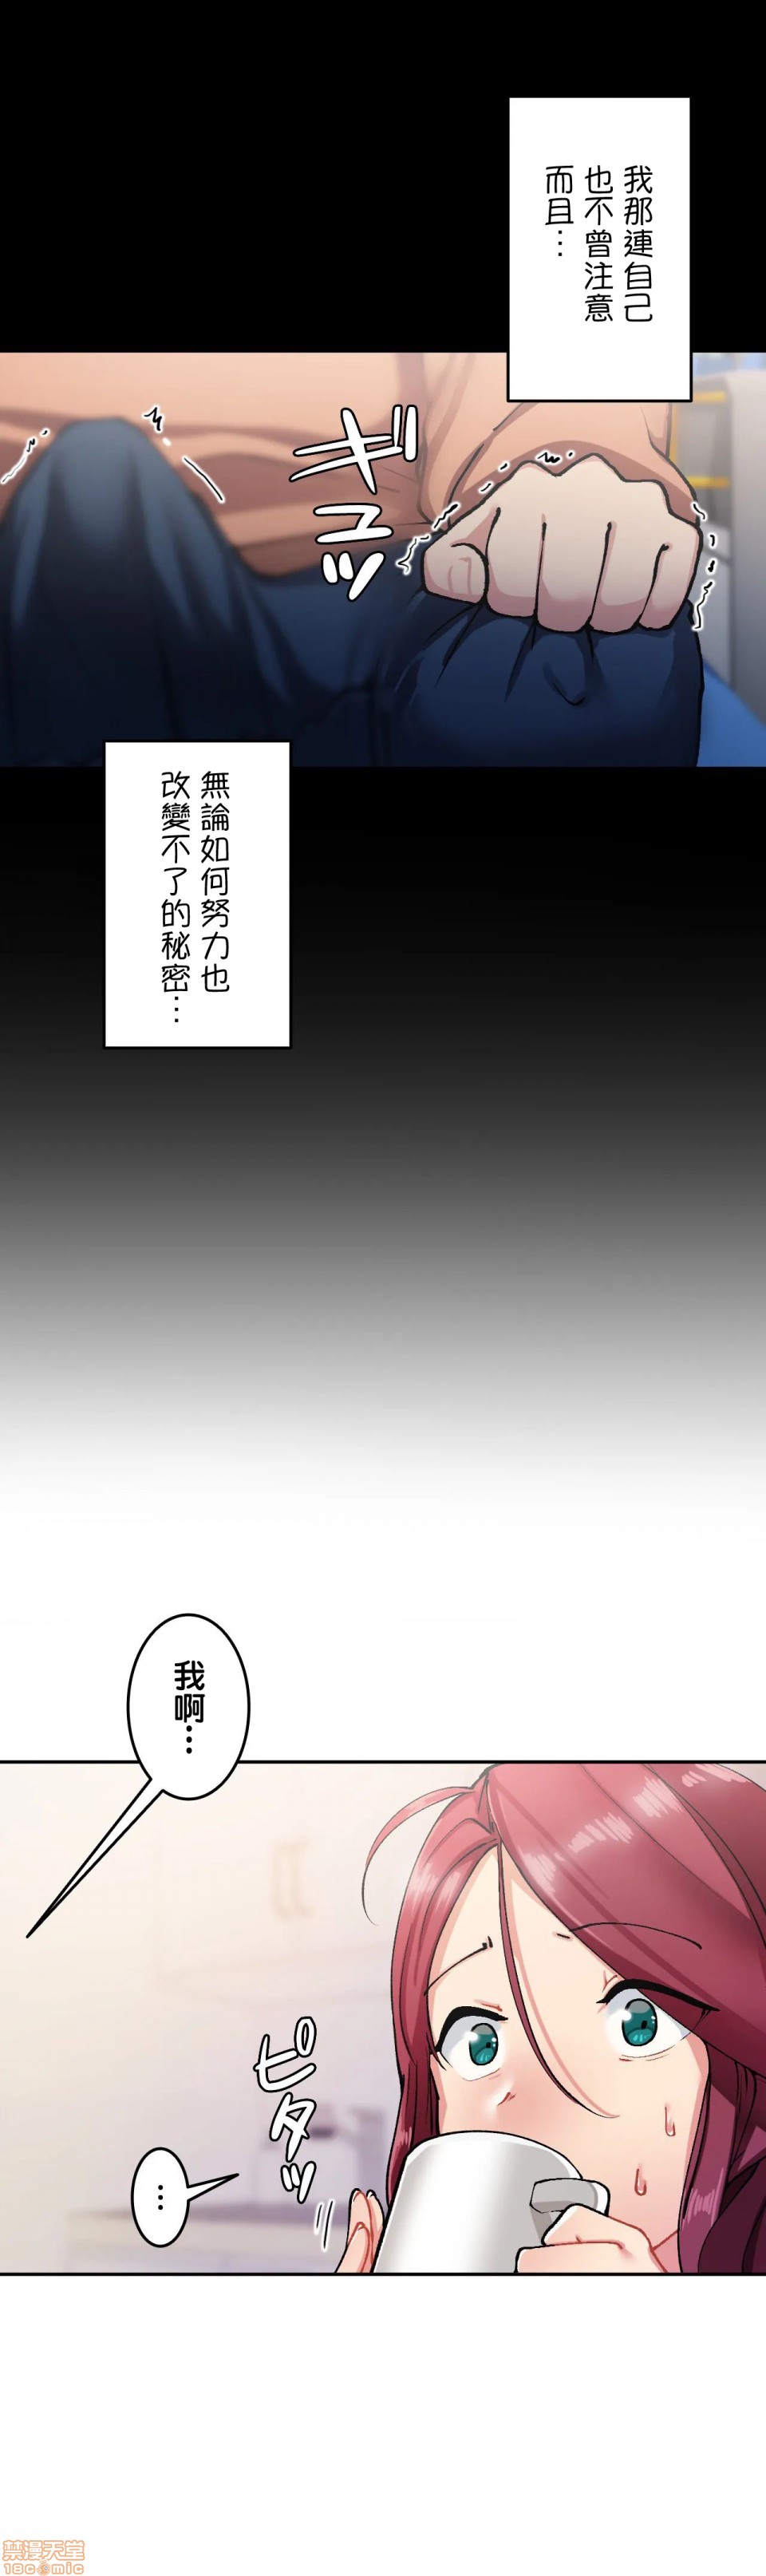 我那連自己
也不曾注意
而且…
ギュッ
無論如何努力也
改變不了的秘密…
我啊…
ピタッ
…
禁漫天堂
18comic